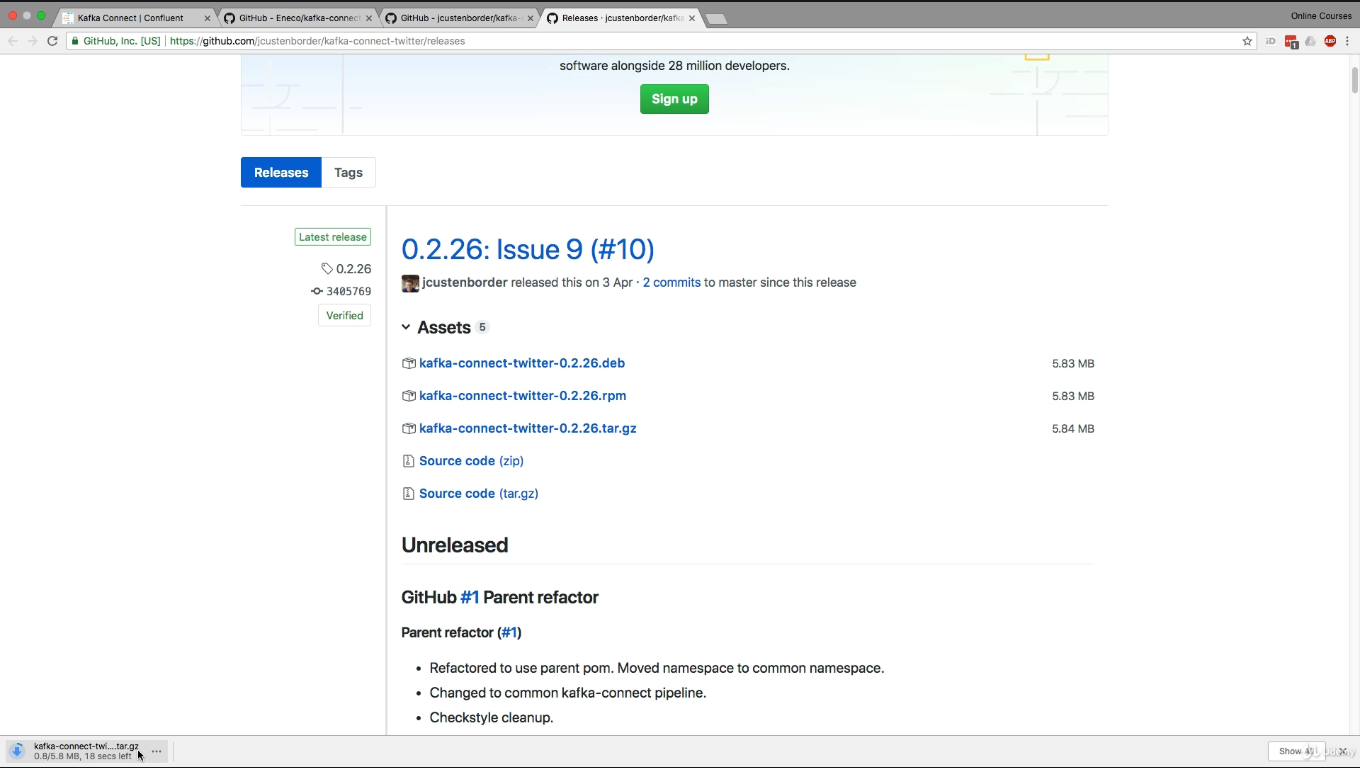 Kafka Connect | Confluent
GitHub - Eneco/kafka-connect
GitHub - jcustenborder/kafka-
Releases · jcustenborder/kafka
Online Courses
GitHub, Inc. [US]
https://github.com/jcustenborder/kafka-connect-twitter/releases
iD
1
ABP
software alongside 28 million developers.
Sign up
Releases
Tags
Latest release
0.2.26
3405769
Verified
0.2.26: Issue 9 (#10)
jcustenborder released this on 3 Apr · 2 commits to master since this release
Assets 5
kafka-connect-twitter-0.2.26.deb 5.83 MB
kafka-connect-twitter-0.2.26.rpm 5.83 MB
kafka-connect-twitter-0.2.26.tar.gz 5.84 MB
Source code (zip)
Source code (tar.gz)
Unreleased
GitHub #1 Parent refactor
Parent refactor (#1)
• Refactored to use parent pom. Moved namespace to common namespace.
• Changed to common kafka-connect pipeline.
• Checkstyle cleanup.
kafka-connect-twi....tar.gz
0.8/5.8 MB, 18 secs left
Show